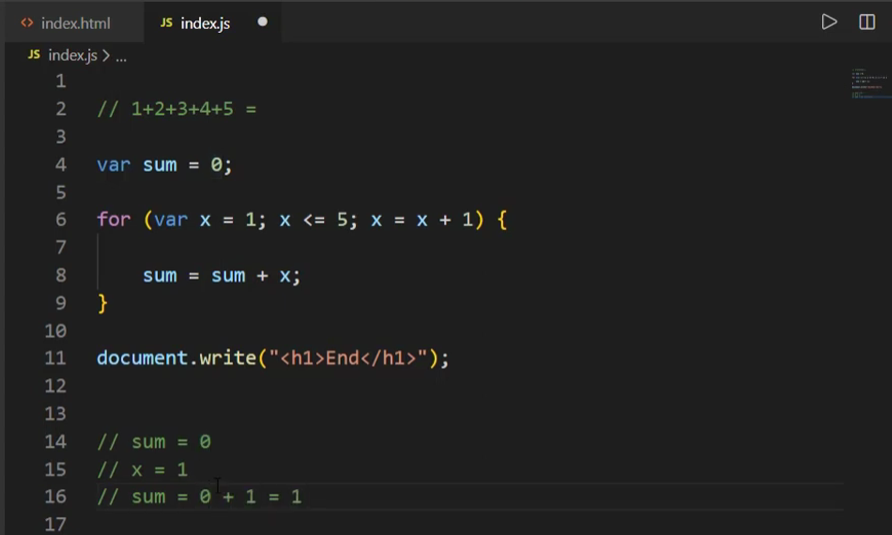 <> index.html JS index.js ●
JS index.js > ...
1
2 // 1+2+3+4+5 =
3
4 var sum = 0;
5
6 for (var x = 1; x <= 5; x = x + 1) {
7
8 sum = sum + x;
9 }
10
11 document.write("<h1>End</h1>");
12
13
14 // sum = 0
15 // x = 1
16 // sum = 0 + 1 = 1
17